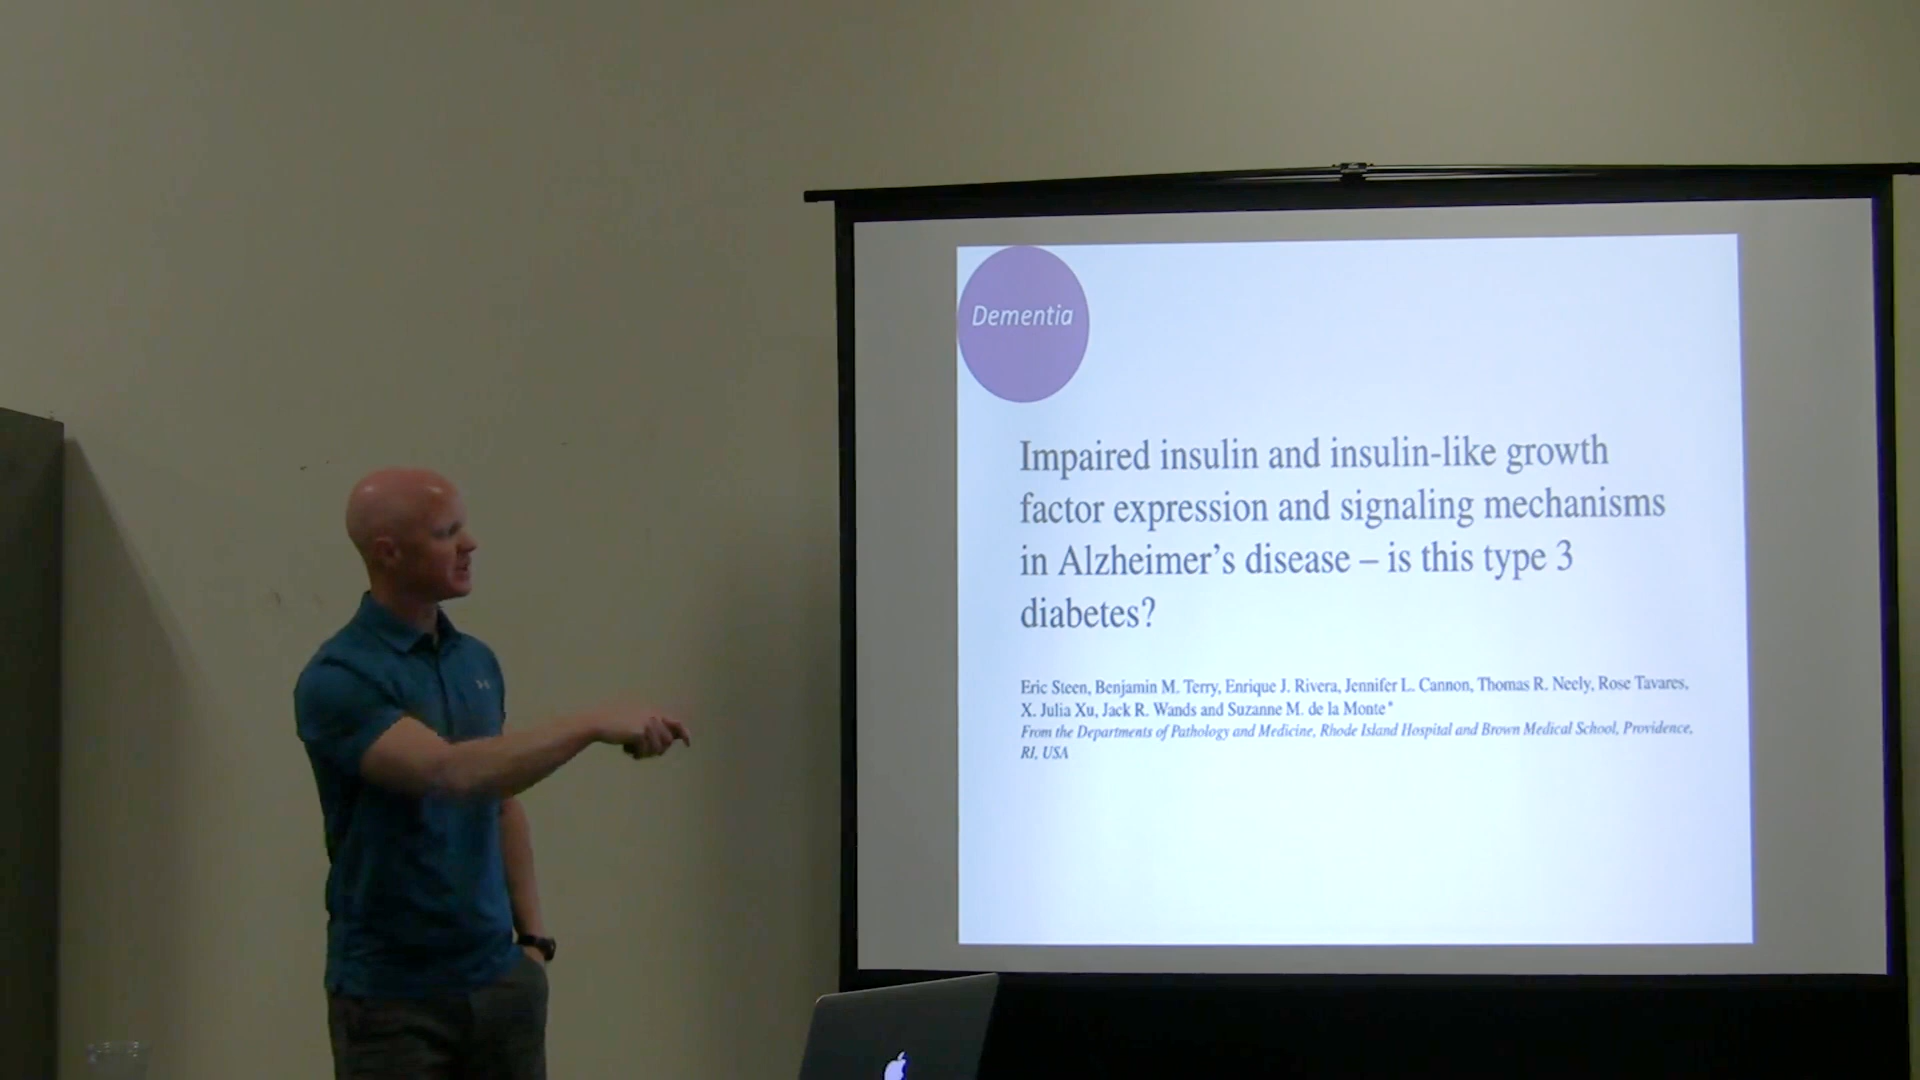 Dementia
Impaired insulin and insulin-like growth
factor expression and signaling mechanisms
in Alzheimer's disease – is this type 3
diabetes?
Eric Steen, Benjamin M. Terry, Enrique J. Rivera, Jennifer L. Cannon, Thomas R. Neely, Rose Tavares,
X. Julia Xu, Jack R. Wands and Suzanne M. de la Monte*
From the Departments of Pathology and Medicine, Rhode Island Hospital and Brown Medical School, Providence,
RI, USA